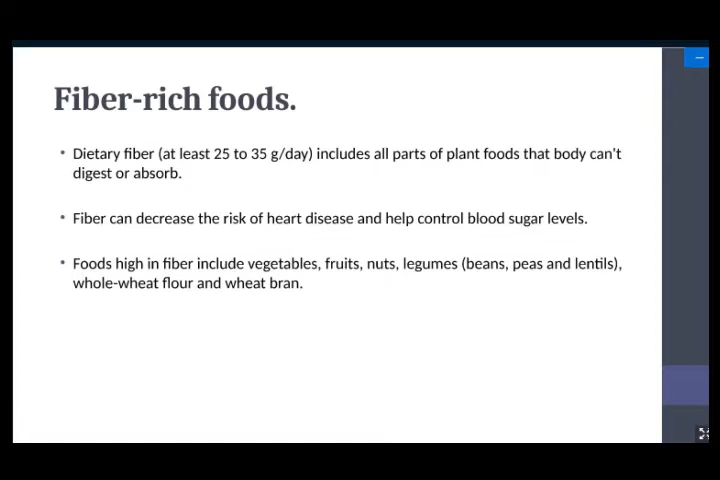 Fiber-rich foods.
• Dietary fiber (at least 25 to 35 g/day) includes all parts of plant foods that body can't
digest or absorb.
• Fiber can decrease the risk of heart disease and help control blood sugar levels.
• Foods high in fiber include vegetables, fruits, nuts, legumes (beans, peas and lentils),
whole-wheat flour and wheat bran.